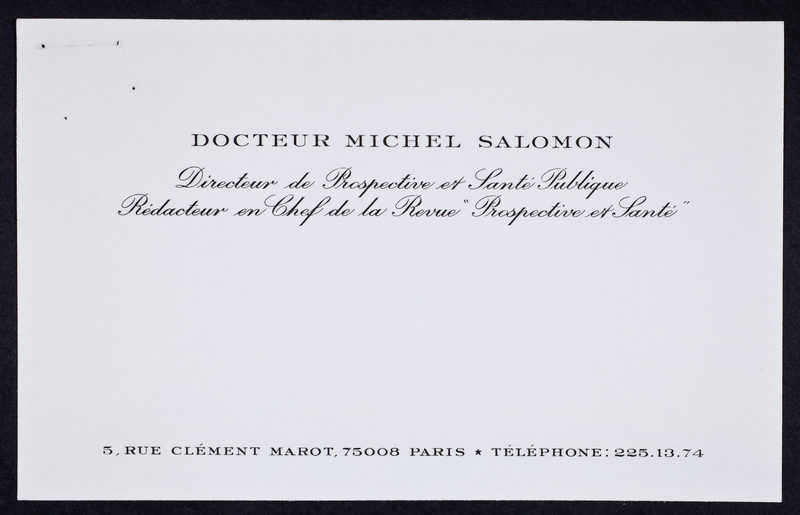 DOCTEUR MICHEL SALOMON
Directeur de Prospective et Santé Publique
Rédacteur en Chef de la Revue "Prospective et Santé"
5, RUE CLÉMENT MAROT, 75008 PARIS ★ TÉLÉPHONE: 225.13.74